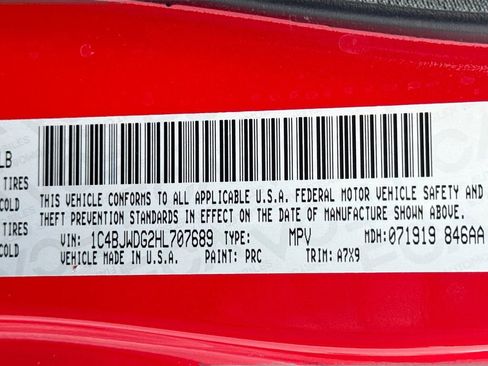 LB
TIRES
COLD
TIRES
COLD
THIS VEHICLE CONFORMS TO ALL APPLICABLE U.S.A. FEDERAL MOTOR VEHICLE SAFETY AND
THEFT PREVENTION STANDARDS IN EFFECT ON THE DATE OF MANUFACTURE SHOWN ABOVE.
VIN: 1C4BJWDG2HL707689 TYPE: MPV MDH:071919 846AA
VEHICLE MADE IN U.S.A. PAINT: PRC TRIM: A7X9